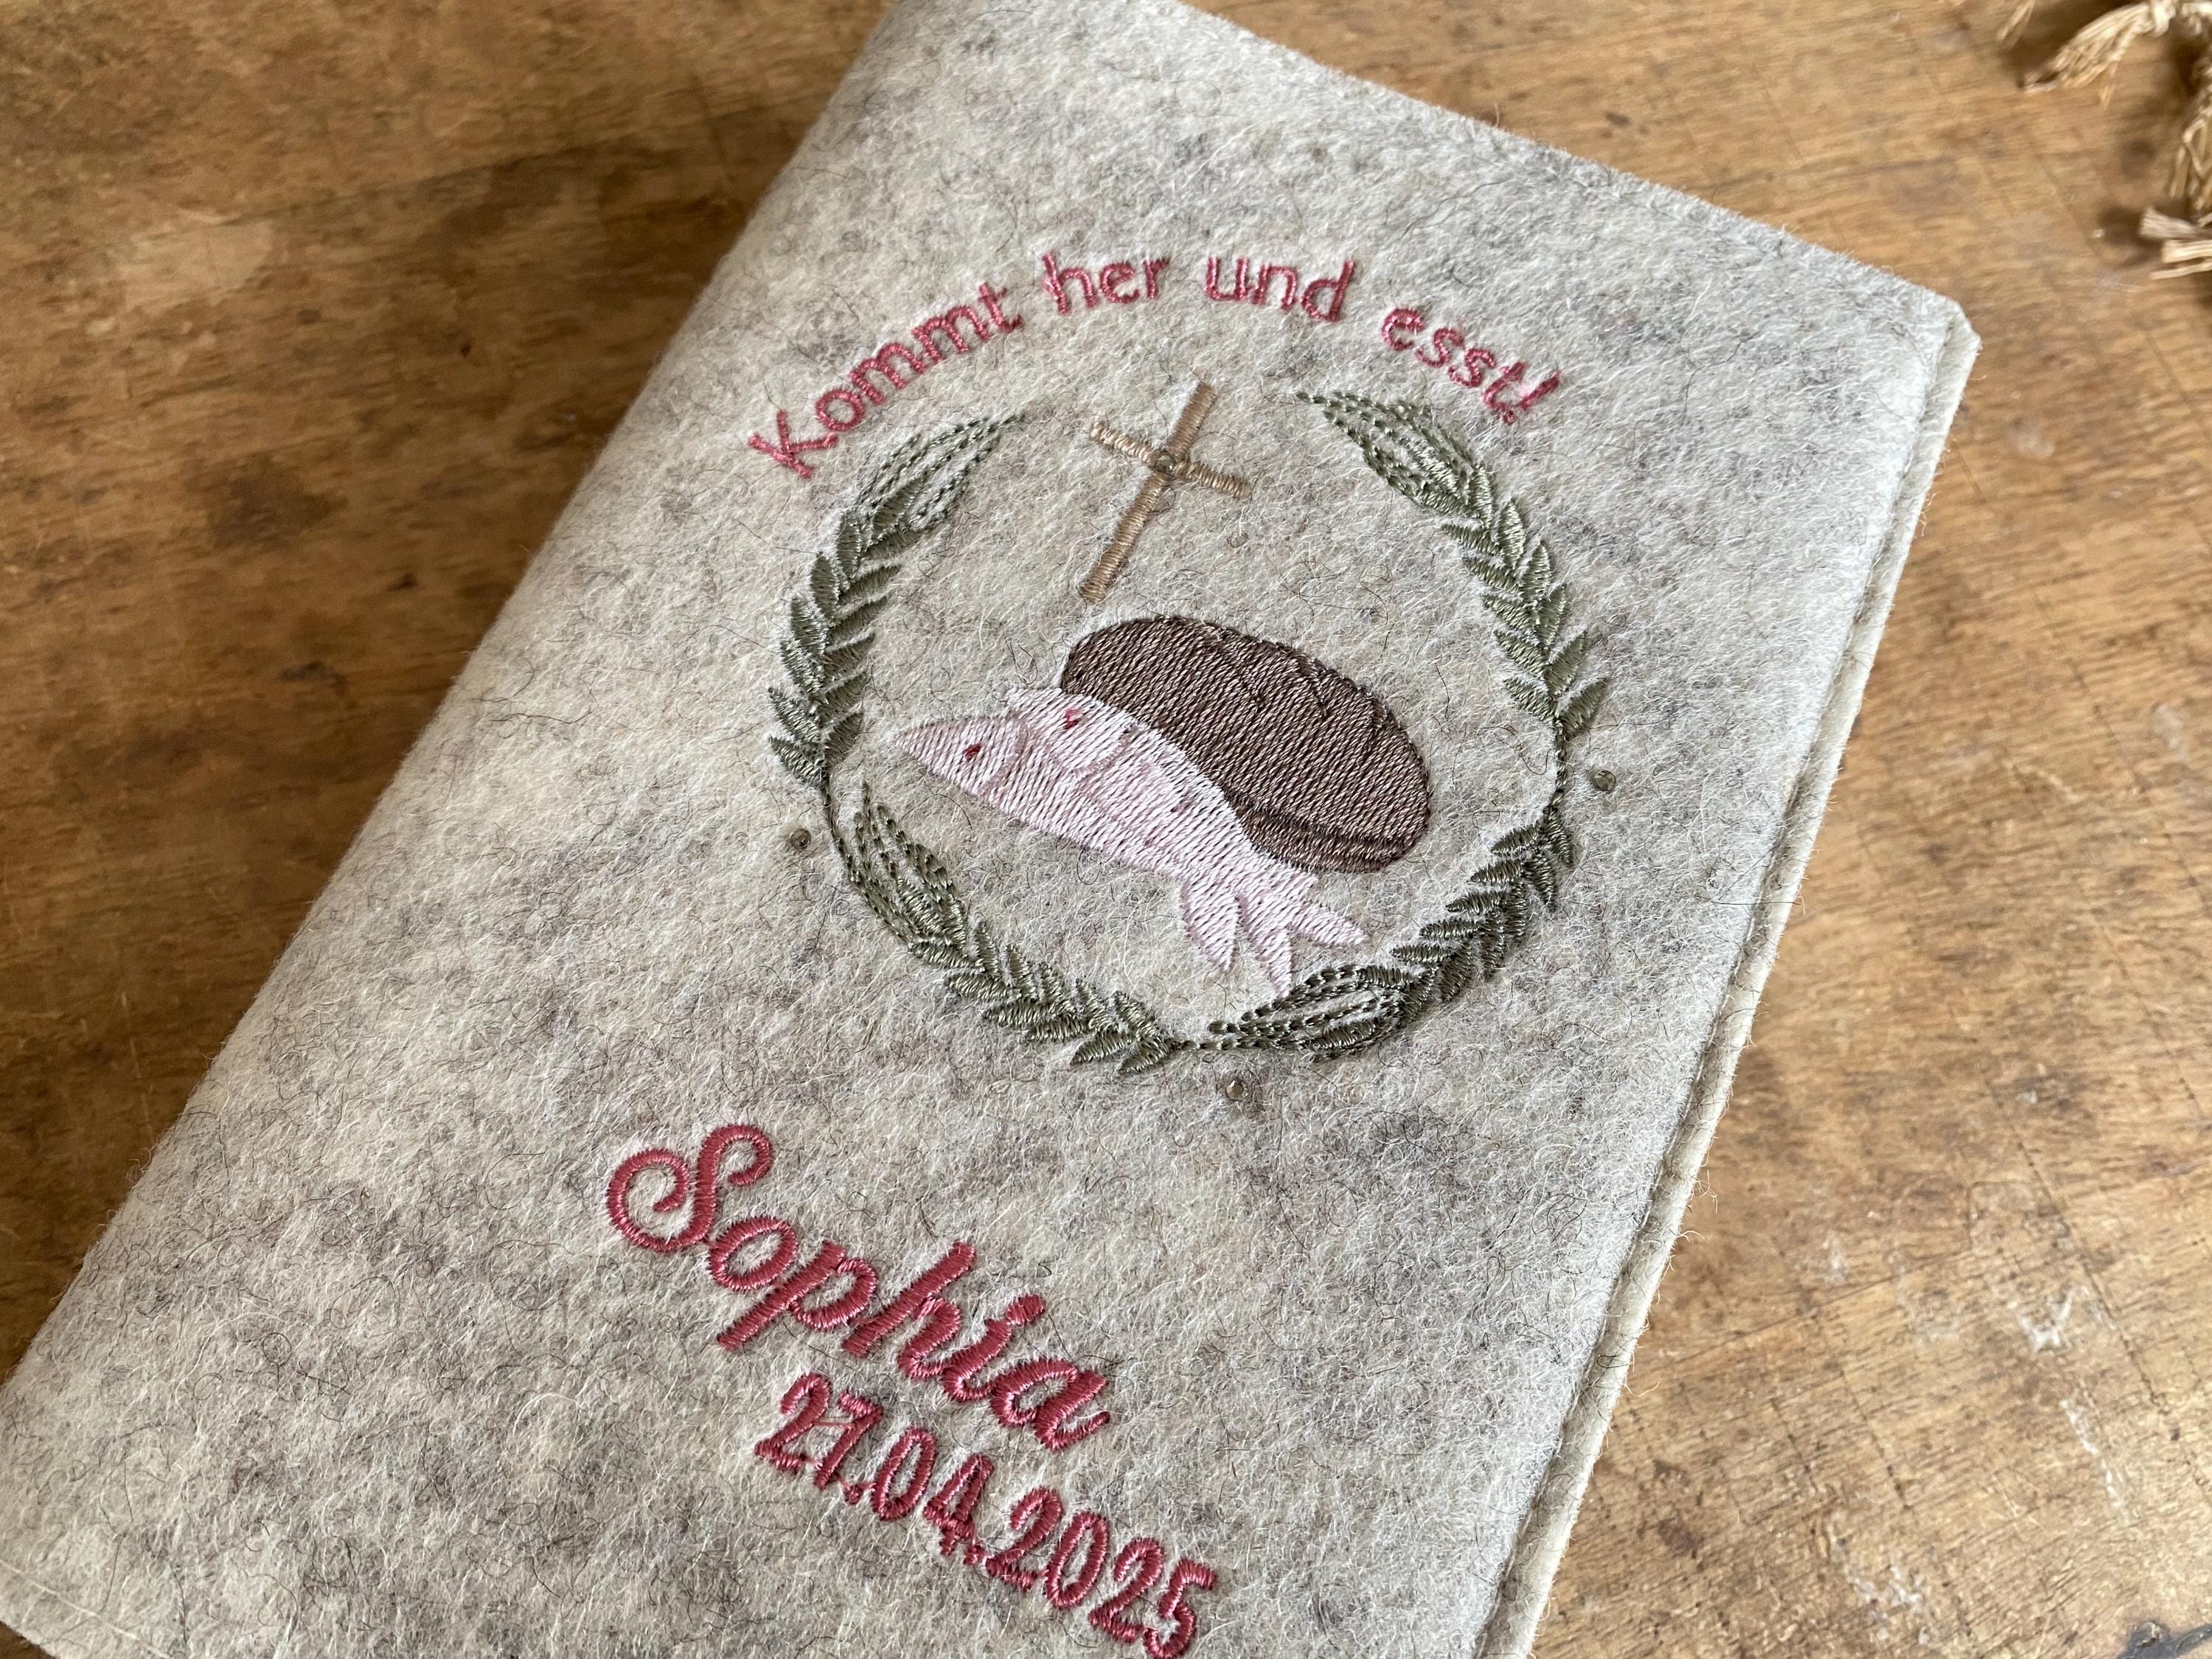 Kommt her und esst!
Sophia
27.04.2025